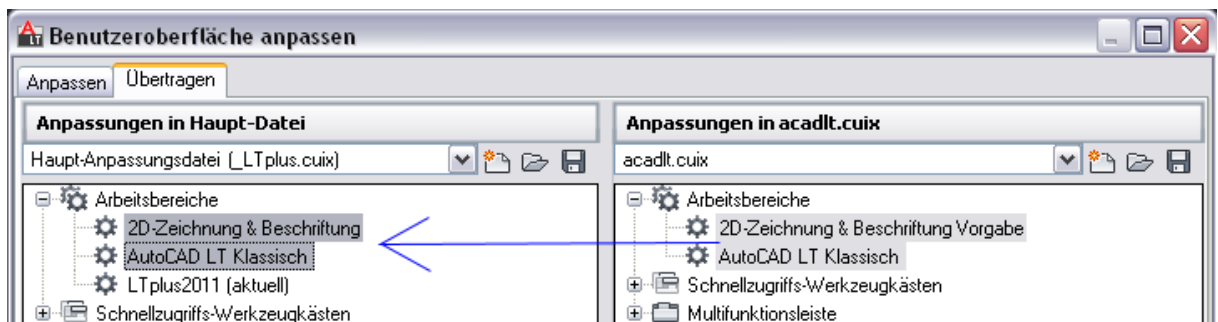 LT Benutzeroberfläche anpassen
Anpassen Übertragen
Anpassungen in Haupt-Datei
Haupt-Anpassungsdatei (_LTplus.cuix)
Arbeitsbereiche
2D-Zeichnung & Beschriftung
AutoCAD LT Klassisch
LTplus2011 (aktuell)
Schnellzugriffs-Werkzeugkästen
Anpassungen in acadlt.cuix
acadlt.cuix
Arbeitsbereiche
2D-Zeichnung & Beschriftung Vorgabe
AutoCAD LT Klassisch
Schnellzugriffs-Werkzeugkästen
Multifunktionsleiste